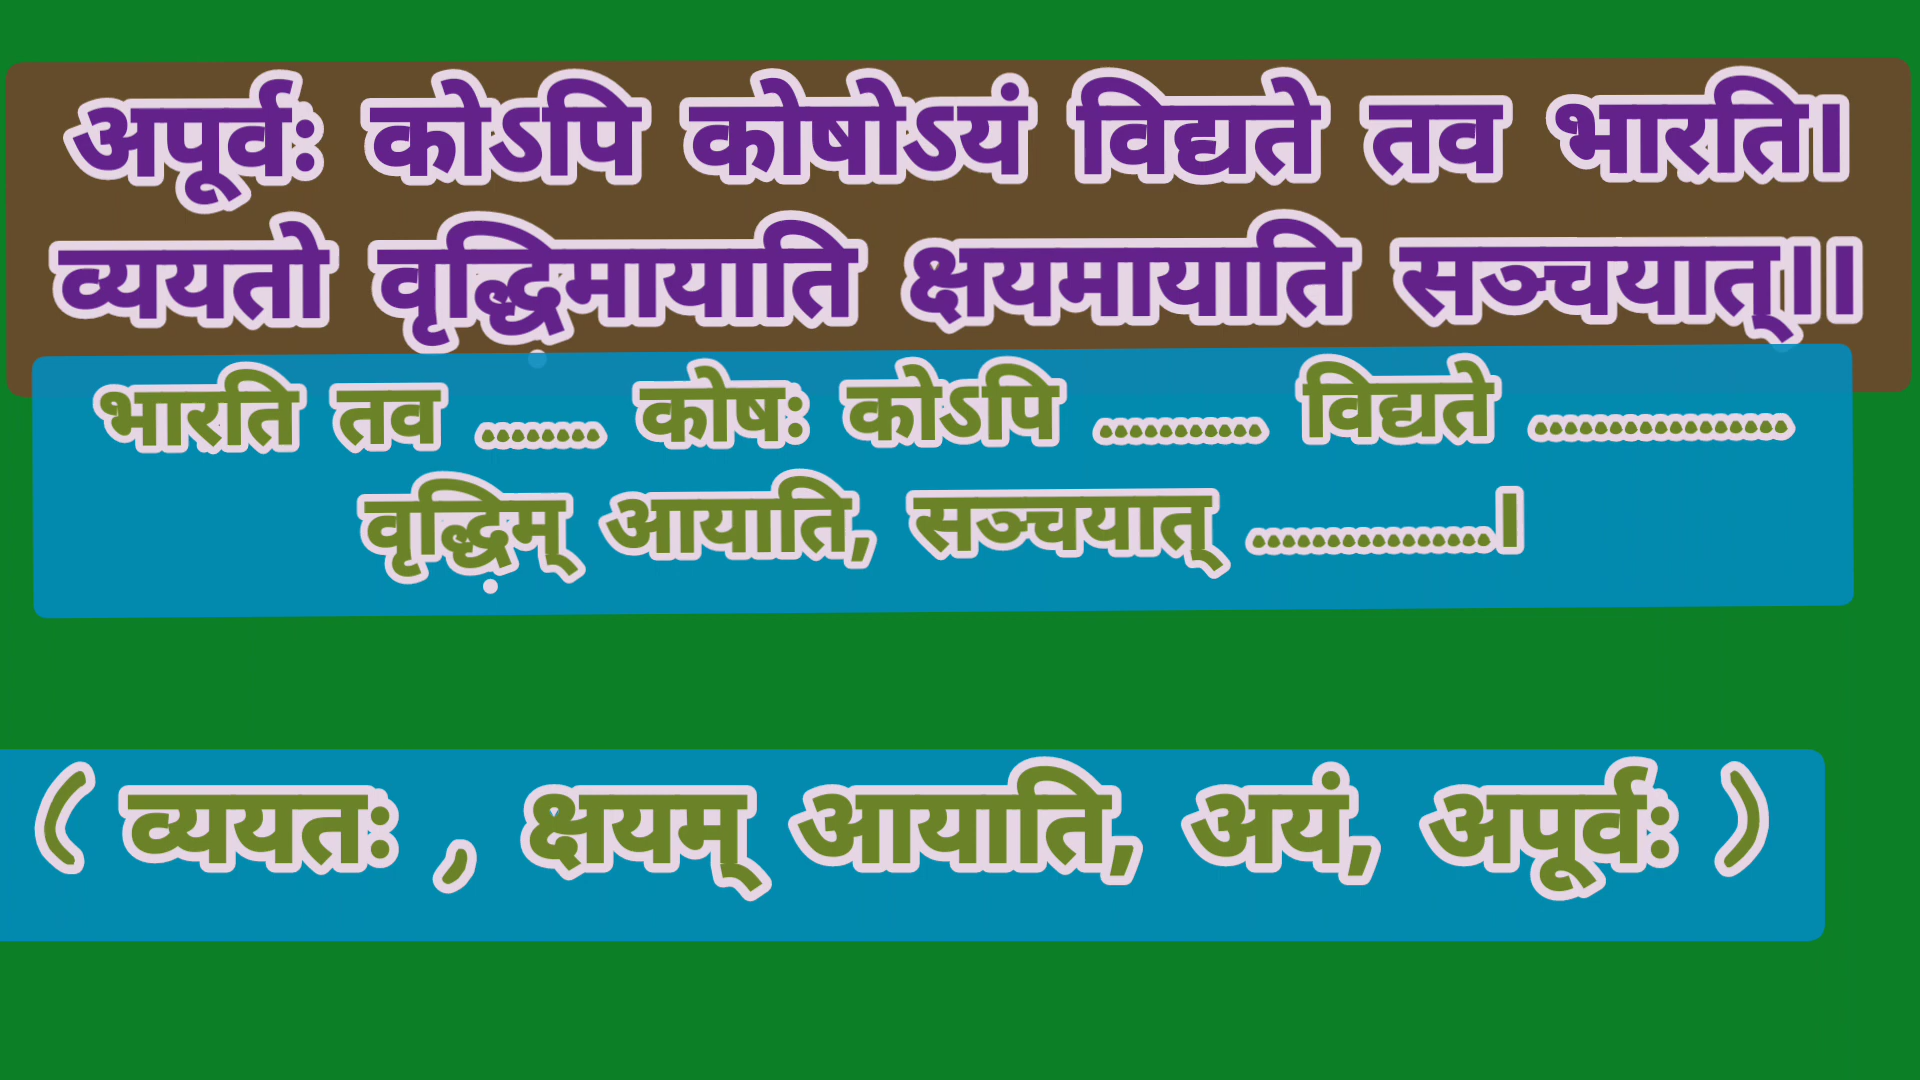 अपूर्वः कोऽपि कोषोऽयं विद्यते तव भारति।
व्ययतो वृद्धि़मायाति क्षयमायाति सञ्चयात्।।
भारति तव ........ कोषः कोऽपि ........... विद्यते .................
वृद्धि़म् आयाति, सञ्चयात् ................।
( व्ययतः , क्षयम् आयाति, अयं, अपूर्वः )